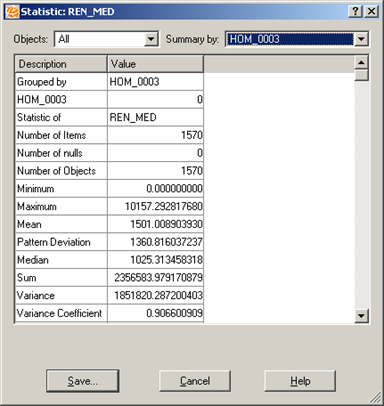 Statistic: REN_MED
Objects: All Summary by: HOM_0003
Description Value
Grouped by HOM_0003
HOM_0003 0
Statistic of REN_MED
Number of Items 1570
Number of nulls 0
Number of Objects 1570
Minimum 0.000000000
Maximum 10157.292817680
Mean 1501.008903930
Pattern Deviation 1360.816037237
Median 1025.313458318
Sum 2356583.979170879
Variance 1851820.287200403
Variance Coefficient 0.906600909
Save... Cancel Help